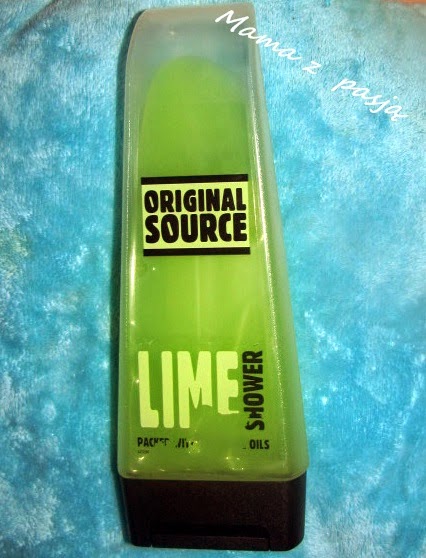 Mama z pasją
ORIGINAL
SOURCE
LIME
SHOWER
OILS